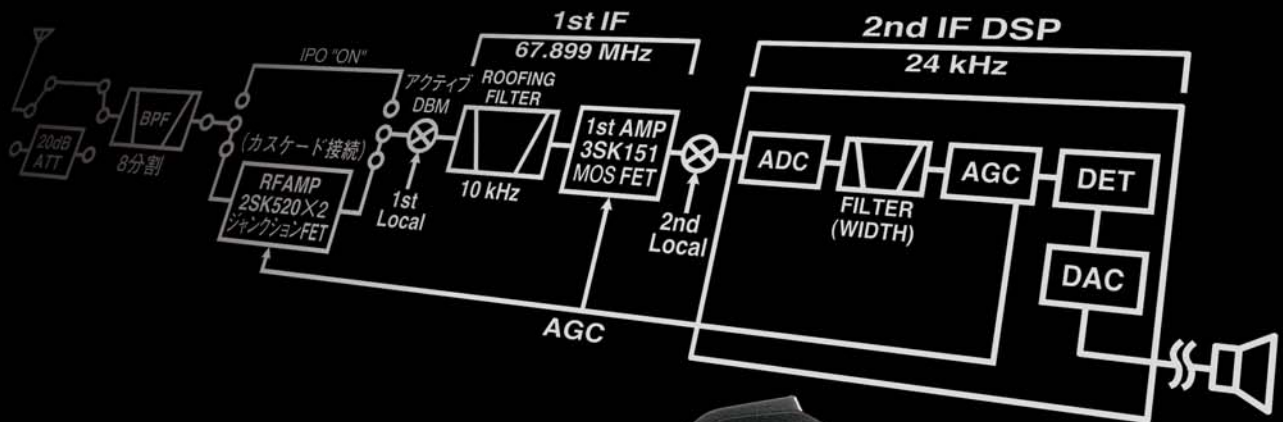 1st IF
67.899 MHz
2nd IF DSP
24 kHz
IPO "ON"
アクティブ
DBM
ROOFING
FILTER
20dB
ATT
BPF
8分割
(カスケード接続)
RFAMP
2SK520×2
ジャンクションFET
1st
Local
10 kHz
1st AMP
3SK151
MOS FET
2nd
Local
ADC
FILTER
(WIDTH)
AGC
DET
DAC
AGC